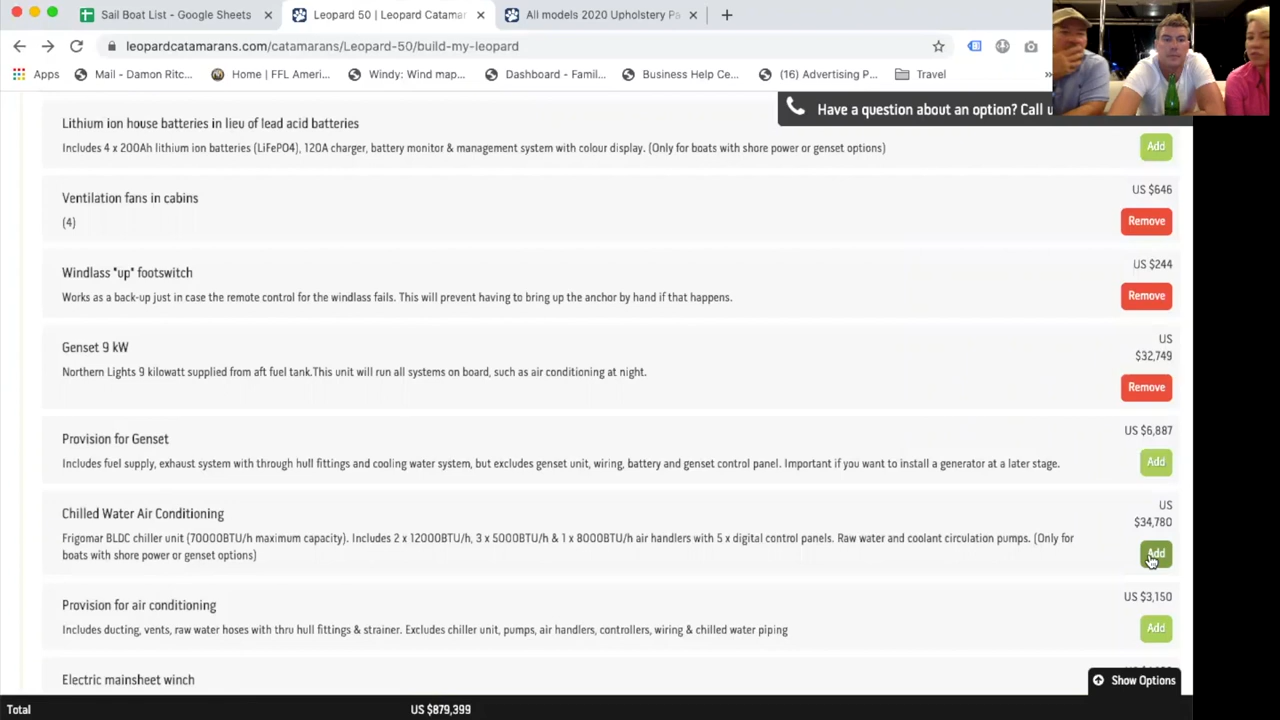 Sail Boat List - Google Sheets
Leopard 50 | Leopard Catamar
All models 2020 Upholstery Pa
leopardcatamarans.com/catamarans/Leopard-50/build-my-leopard
Apps
Mail - Damon Ritc...
Home | FFL Ameri...
Windy: Wind map...
Dashboard - Famil...
Business Help Ce...
(16) Advertising P...
Travel
»
Have a question about an option? Call u
Lithium ion house batteries in lieu of lead acid batteries
Includes 4 x 200Ah lithium ion batteries (LiFePO4), 120A charger, battery monitor & management system with colour display. (Only for boats with shore power or genset options)
Add
Ventilation fans in cabins
(4)
US $646
Remove
Windlass "up" footswitch
Works as a back-up just in case the remote control for the windlass fails. This will prevent having to bring up the anchor by hand if that happens.
US $244
Remove
Genset 9 kW
Northern Lights 9 kilowatt supplied from aft fuel tank.This unit will run all systems on board, such as air conditioning at night.
US
$32,749
Remove
Provision for Genset
Includes fuel supply, exhaust system with through hull fittings and cooling water system, but excludes genset unit, wiring, battery and genset control panel. Important if you want to install a generator at a later stage.
US $6,887
Add
Chilled Water Air Conditioning
Frigomar BLDC chiller unit (70000BTU/h maximum capacity). Includes 2 x 12000BTU/h, 3 x 5000BTU/h & 1 x 8000BTU/h air handlers with 5 x digital control panels. Raw water and coolant circulation pumps. (Only for
boats with shore power or genset options)
US
$34,780
Add
Provision for air conditioning
Includes ducting, vents, raw water hoses with thru hull fittings & strainer. Excludes chiller unit, pumps, air handlers, controllers, wiring & chilled water piping
US $3,150
Add
Electric mainsheet winch
Show Options
Total
US $879,399